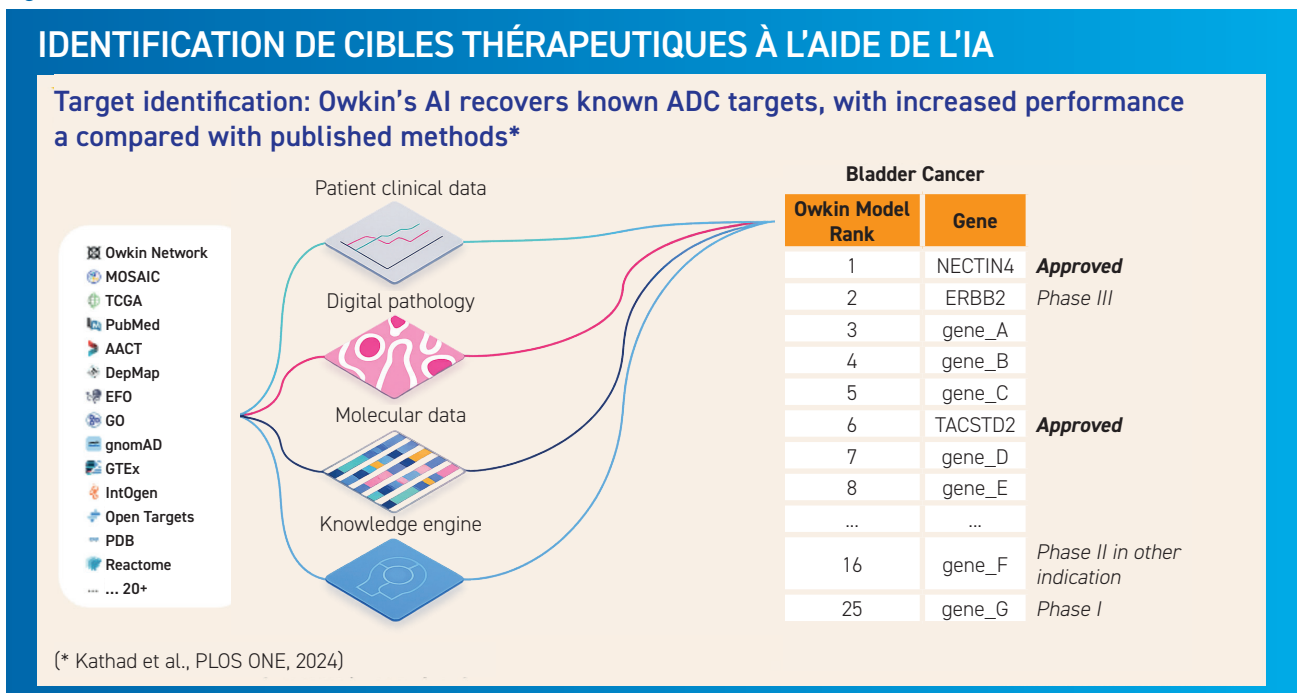 IDENTIFICATION DE CIBLES THÉRAPEUTIQUES À L'AIDE DE L'IA
Target identification: Owkin's AI recovers known ADC targets, with increased performance
a compared with published methods*
Owkin Network
MOSAIC
TCGA
PubMed
AACT
DepMap
EFO
GO
gnomAD
GTEx
IntOgen
Open Targets
PDB
Reactome
... ... 20+
Patient clinical data
Digital pathology
Molecular data
Knowledge engine
Bladder Cancer
Owkin Model Rank Gene
1 NECTIN4 Approved
2 ERBB2 Phase III
3 gene_A
4 gene_B
5 gene_C
6 TACSTD2 Approved
7 gene_D
8 gene_E
... ...
16 gene_F Phase II in other indication
25 gene_G Phase I
(* Kathad et al., PLOS ONE, 2024)